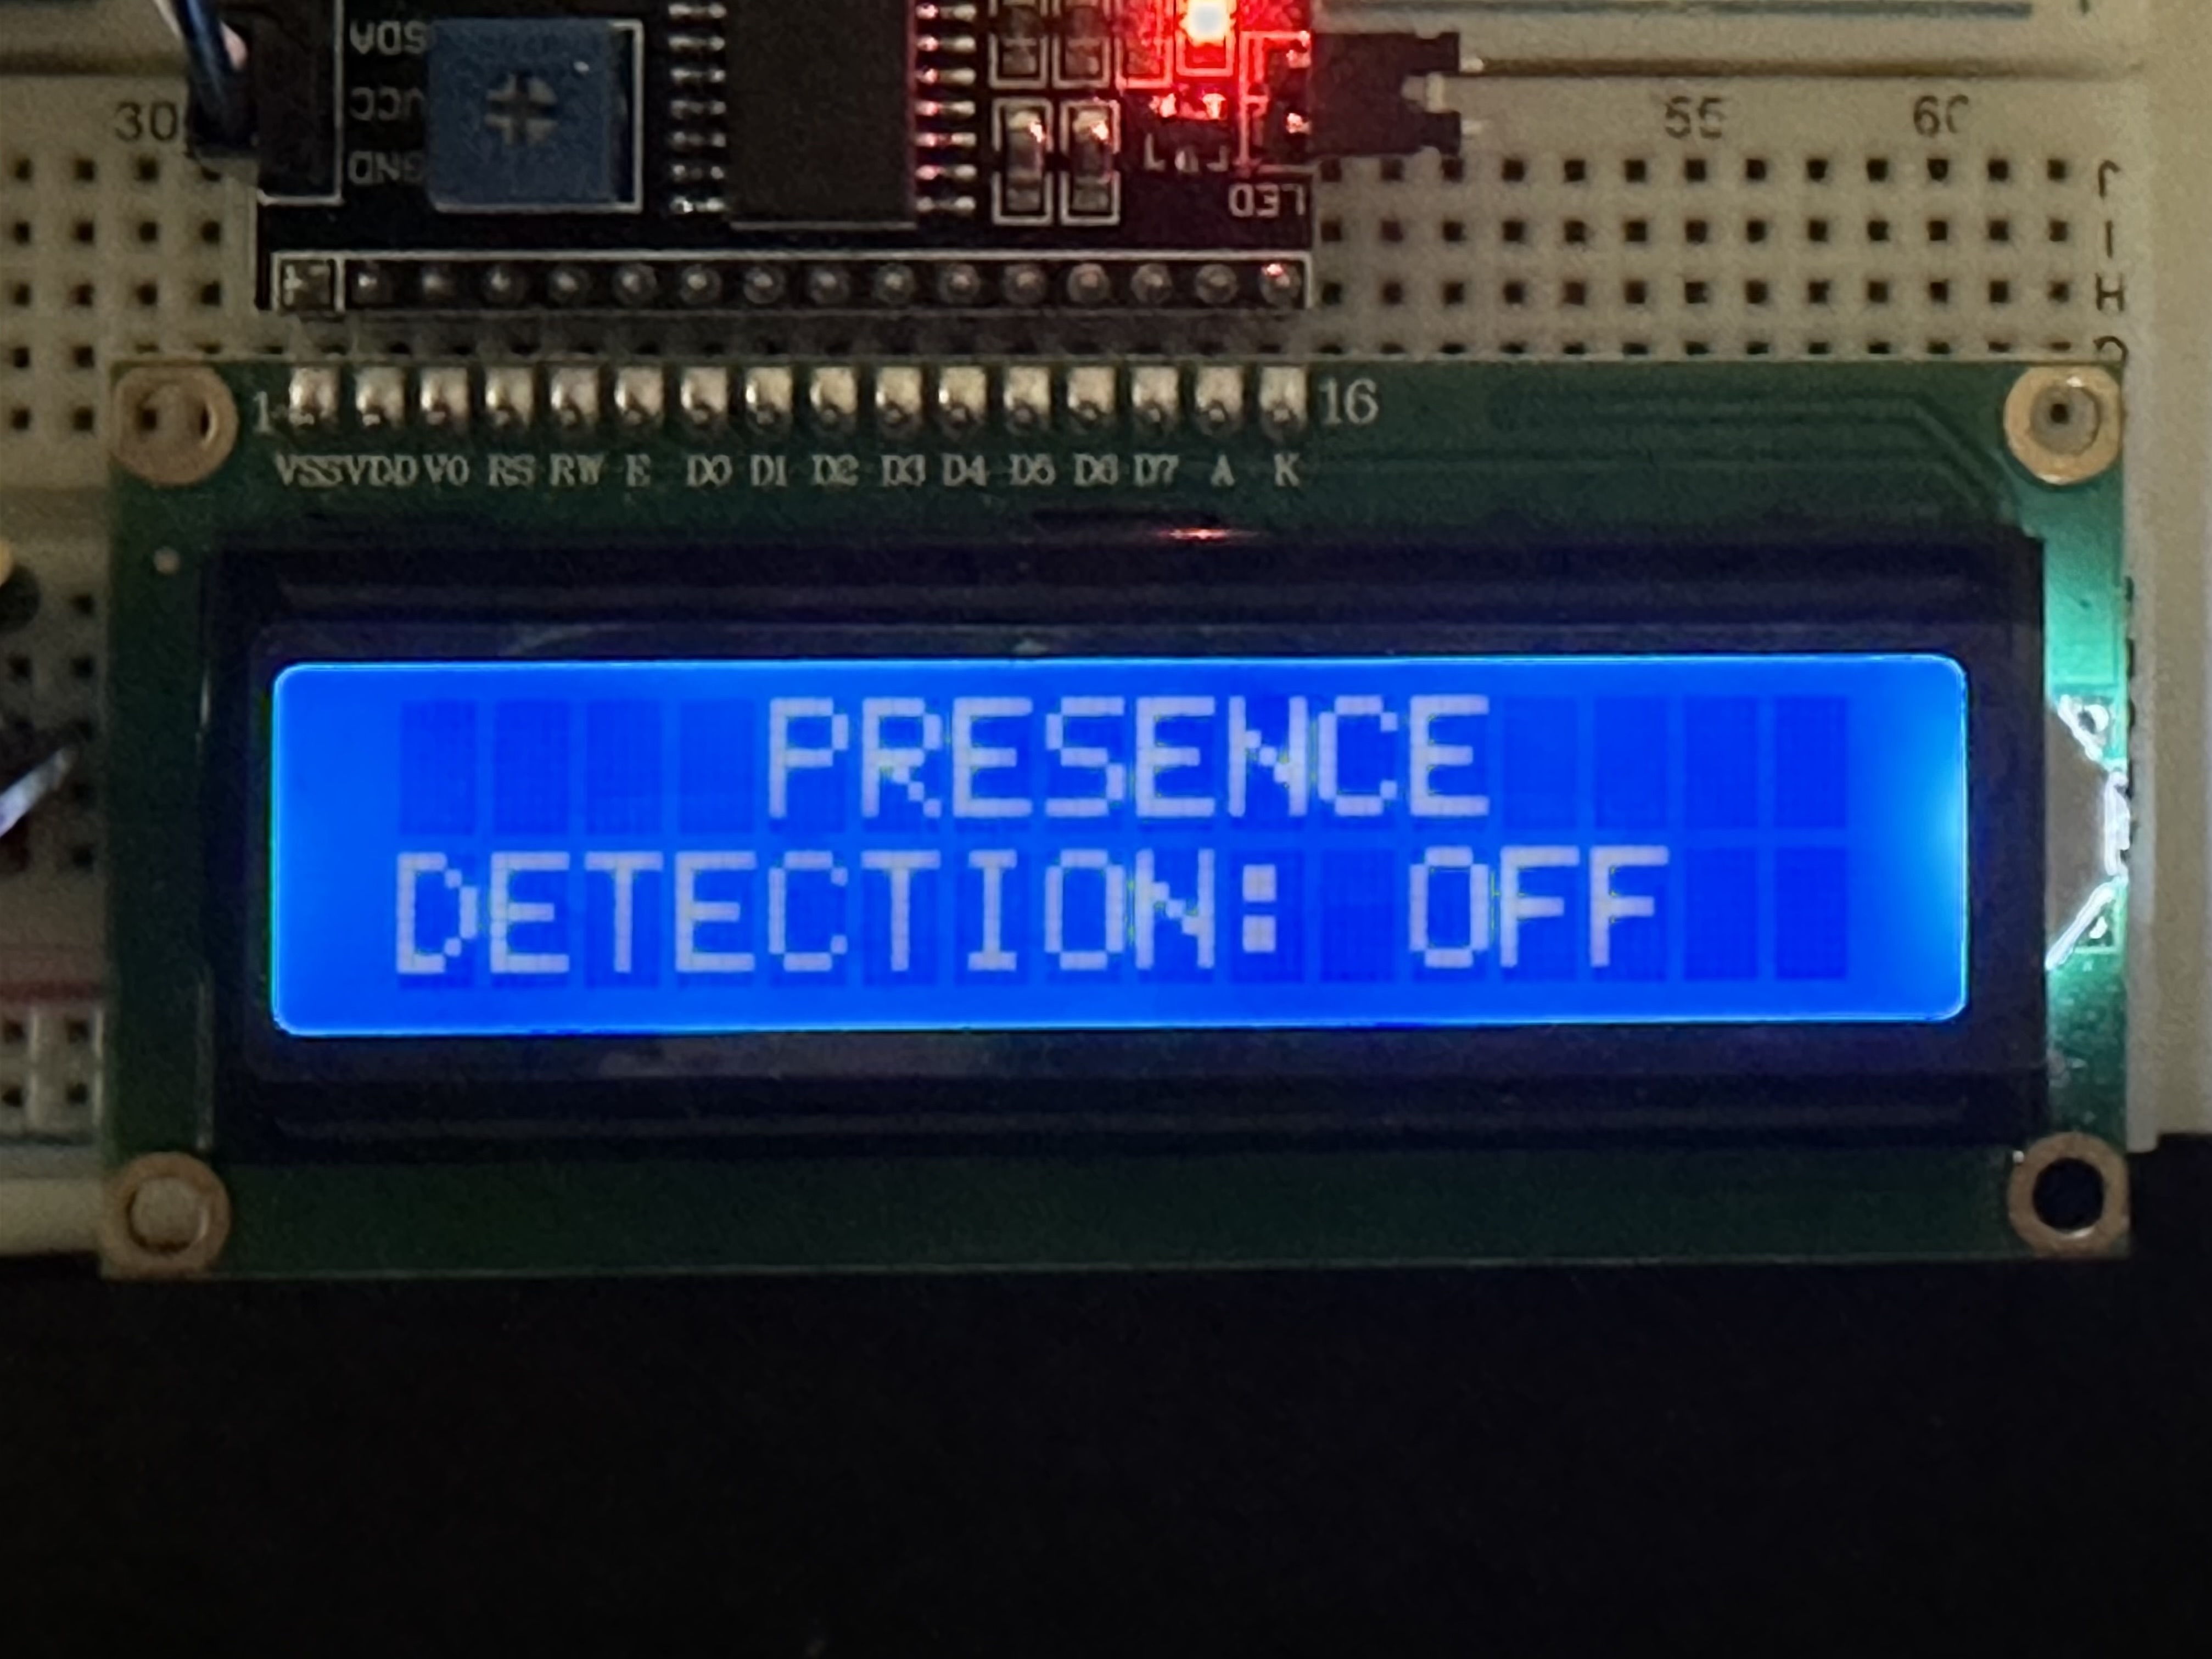 SDA
VCC
GND
LED
30
55
60
J
I
H
1
16
VSS VDD V0 RS RW E D0 D1 D2 D3 D4 D5 D6 D7 A K
PRESENCE
DETECTION: OFF